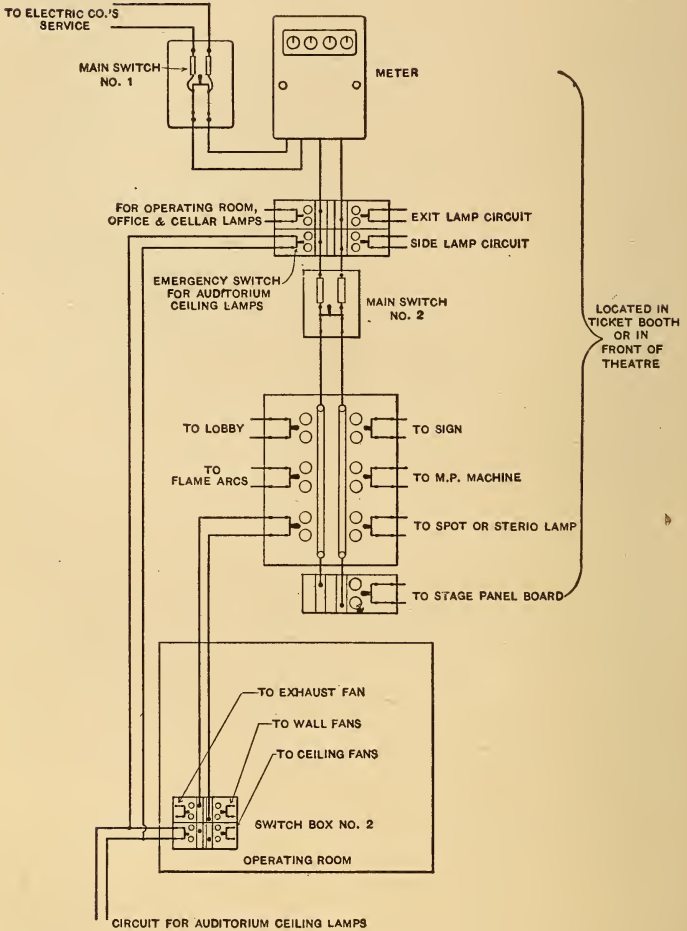 TO ELECTRIC CO.'S
SERVICE
MAIN SWITCH
NO. 1
METER
FOR OPERATING ROOM,
OFFICE & CELLAR LAMPS
EXIT LAMP CIRCUIT
SIDE LAMP CIRCUIT
EMERGENCY SWITCH
FOR AUDITORIUM
CEILING LAMPS
MAIN SWITCH
NO. 2
LOCATED IN
TICKET BOOTH
OR IN
FRONT OF
THEATRE
TO LOBBY
TO SIGN
TO
FLAME ARCS
TO M.P. MACHINE
TO SPOT OR STERIO LAMP
TO STAGE PANEL BOARD
TO EXHAUST FAN
TO WALL FANS
TO CEILING FANS
SWITCH BOX NO. 2
OPERATING ROOM
CIRCUIT FOR AUDITORIUM CEILING LAMPS